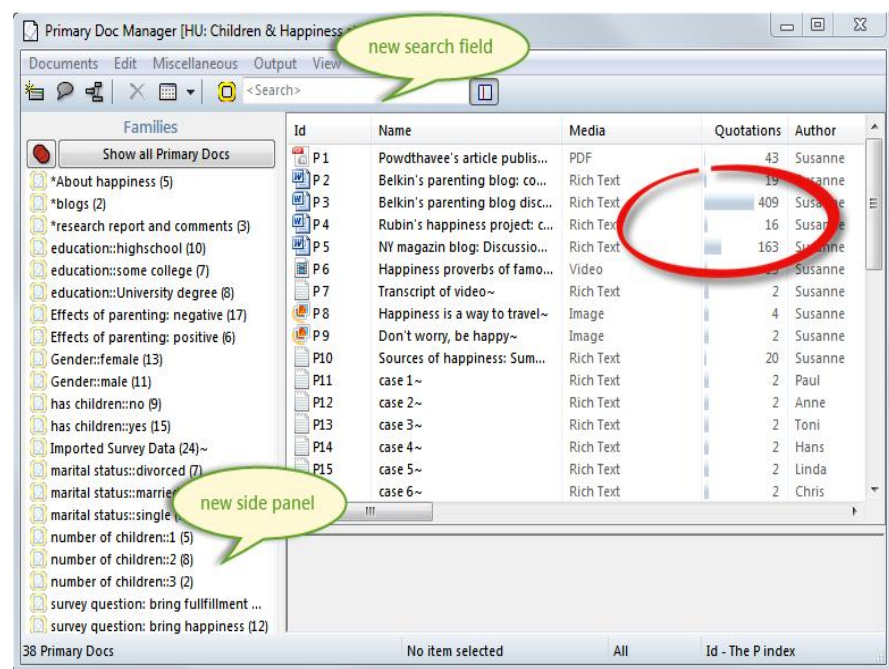 Primary Doc Manager [HU: Children & Happiness
new search field
Documents Edit Miscellaneous Output View
<Search>
Families
Show all Primary Docs
*About happiness (5)
*blogs (2)
*research report and comments (3)
education::highschool (10)
education::some college (7)
education::University degree (8)
Effects of parenting: negative (17)
Effects of parenting: positive (6)
Gender::female (13)
Gender::male (11)
has children::no (9)
has children::yes (15)
Imported Survey Data (24)~
marital status::divorced (7)
marital status::married
marital status::single
number of children::1 (5)
number of children::2 (8)
number of children::3 (2)
survey question: bring fullfillment ...
survey question: bring happiness (12)
new side panel
Id Name Media Quotations Author
P 1 Powdthavee's article publis... PDF 43 Susanne
P 2 Belkin's parenting blog: co... Rich Text 19 Susanne
P 3 Belkin's parenting blog disc... Rich Text 409 Susanne
P 4 Rubin's happiness project: c... Rich Text 16 Susanne
P 5 NY magazin blog: Discussio... Rich Text 163 Susanne
P 6 Happiness proverbs of famo... Video Susanne
P 7 Transcript of video~ Rich Text 2 Susanne
P 8 Happiness is a way to travel~ Image 4 Susanne
P 9 Don't worry, be happy~ Image 2 Susanne
P10 Sources of happiness: Sum... Rich Text 20 Susanne
P11 case 1~ Rich Text 2 Paul
P12 case 2~ Rich Text 2 Anne
P13 case 3~ Rich Text 2 Toni
P14 case 4~ Rich Text 2 Hans
P15 case 5~ Rich Text 2 Linda
case 6~ Rich Text 2 Chris
38 Primary Docs No item selected All Id - The P index